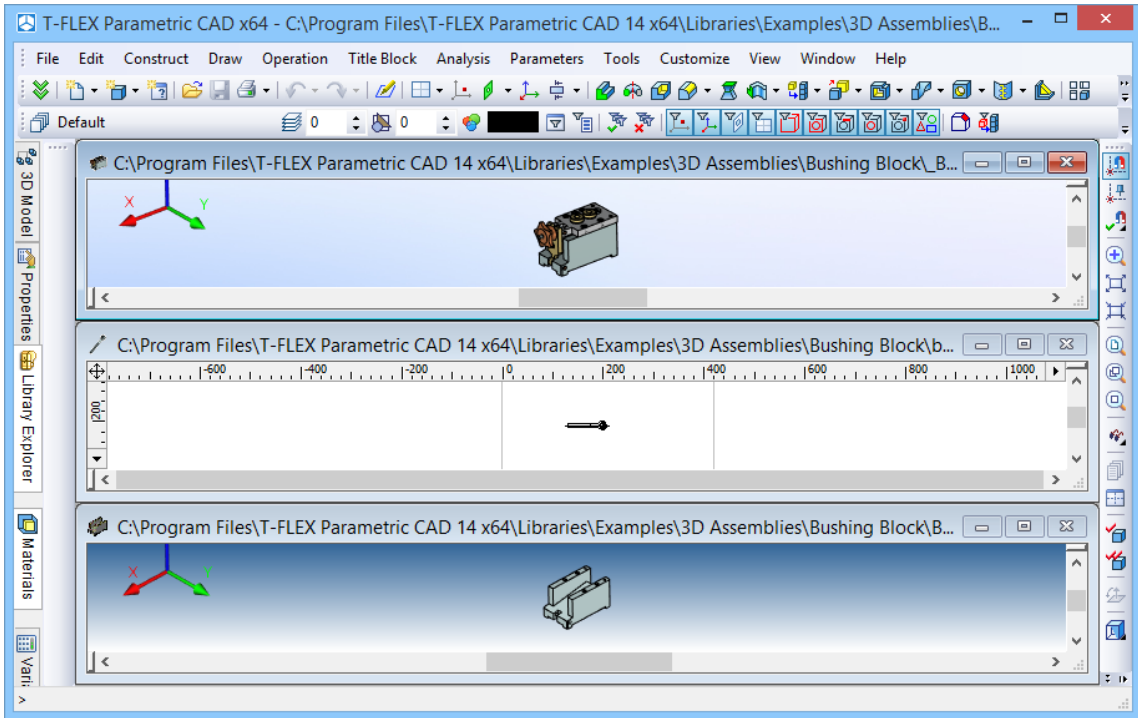 T-FLEX Parametric CAD x64 - C:\Program Files\T-FLEX Parametric CAD 14 x64\Libraries\Examples\3D Assemblies\B...
File Edit Construct Draw Operation Title Block Analysis Parameters Tools Customize View Window Help
Default 0 0
3D Model
Properties
Library Explorer
Materials
Vari
C:\Program Files\T-FLEX Parametric CAD 14 x64\Libraries\Examples\3D Assemblies\Bushing Block\_B...
X Y
C:\Program Files\T-FLEX Parametric CAD 14 x64\Libraries\Examples\3D Assemblies\Bushing Block\b...
-600 -400 -200 0 200 400 600 800 1000
200
C:\Program Files\T-FLEX Parametric CAD 14 x64\Libraries\Examples\3D Assemblies\Bushing Block\B...
X Y
>